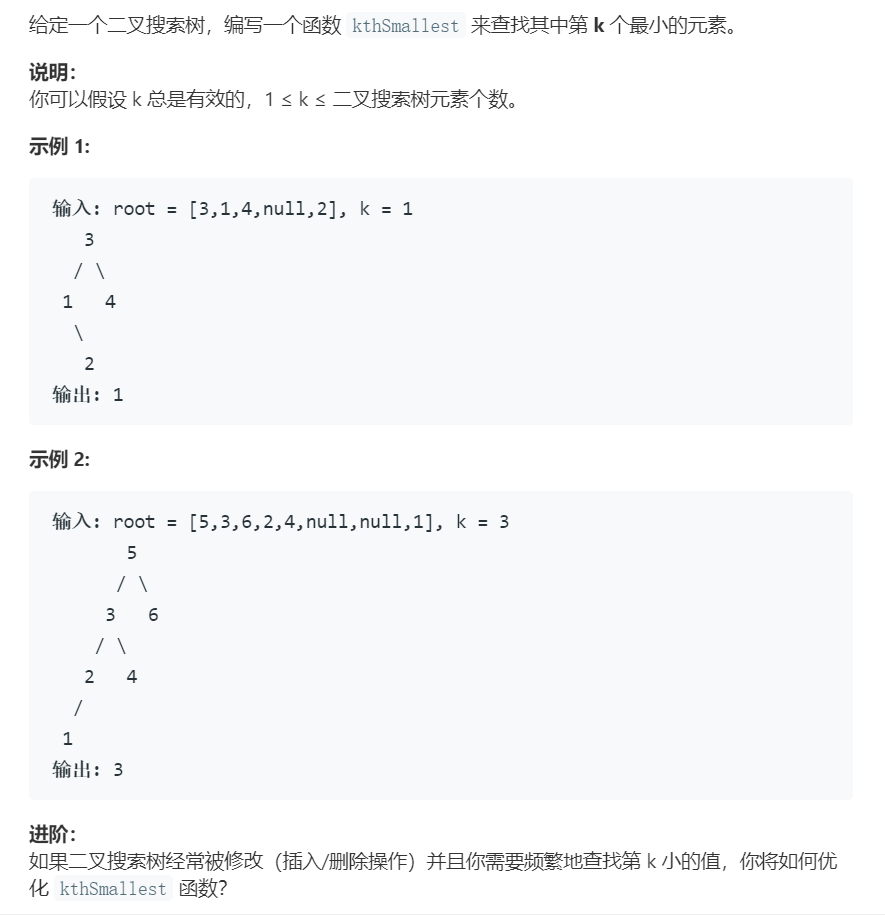 给定一个二叉搜索树，编写一个函数 kthSmallest 来查找其中第 k 个最小的元素。
说明：
你可以假设 k 总是有效的，1 ≤ k ≤ 二叉搜索树元素个数。
示例 1:
输入: root = [3,1,4,null,2], k = 1
   3
  / \
 1   4
  \
   2
输出: 1
示例 2:
输入: root = [5,3,6,2,4,null,null,1], k = 3
       5
      / \
     3   6
    / \
   2   4
  /
 1
输出: 3
进阶：
如果二叉搜索树经常被修改（插入/删除操作）并且你需要频繁地查找第 k 小的值，你将如何优
化 kthSmallest 函数？